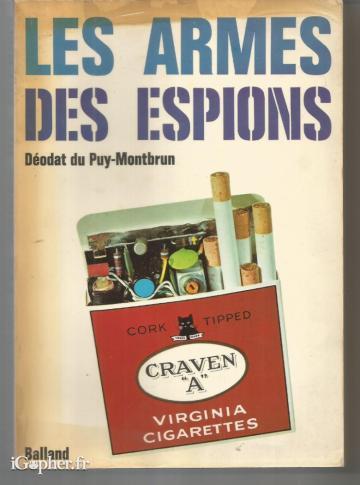 LES ARMES
DES ESPIONS
Déodat du Puy-Montbrun
CORK TIPPED
CRAVEN
"A"
VIRGINIA
CIGARETTES
Balland
iGopher.fr